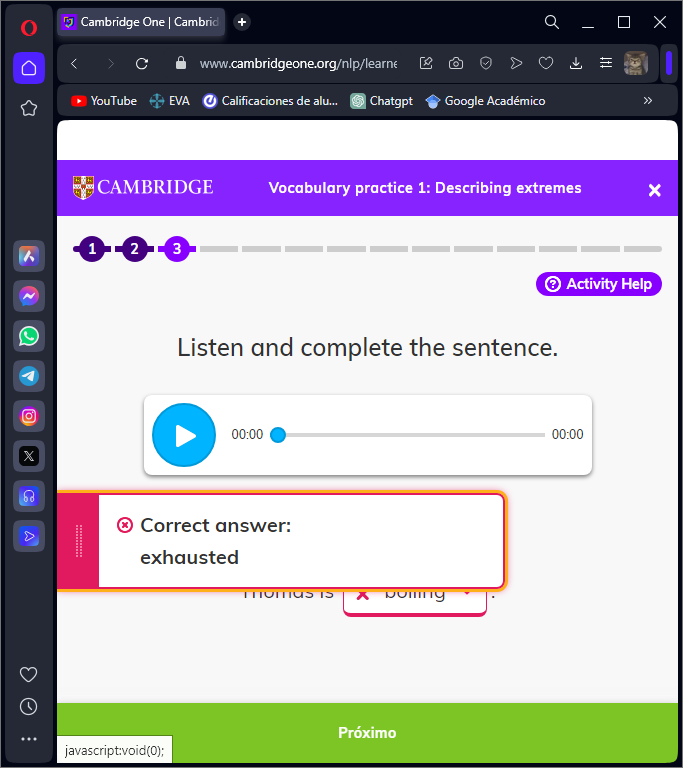 Cambridge One | Cambrid
www.cambridgeone.org/nlp/learne
YouTube
EVA
Calificaciones de alu...
Chatgpt
Google Académico
»
CAMBRIDGE
Vocabulary practice 1: Describing extremes
1
2
3
Activity Help
Listen and complete the sentence.
00:00
00:00
Correct answer:
exhausted
Thomas is boiling .
Próximo
javascript:void(0);